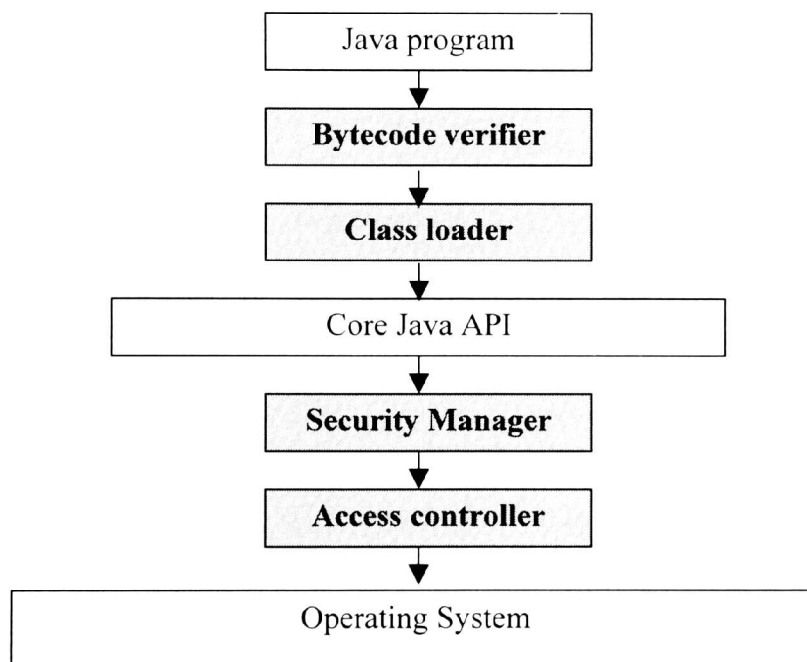 Java program
Bytecode verifier
Class loader
Core Java API
Security Manager
Access controller
Operating System